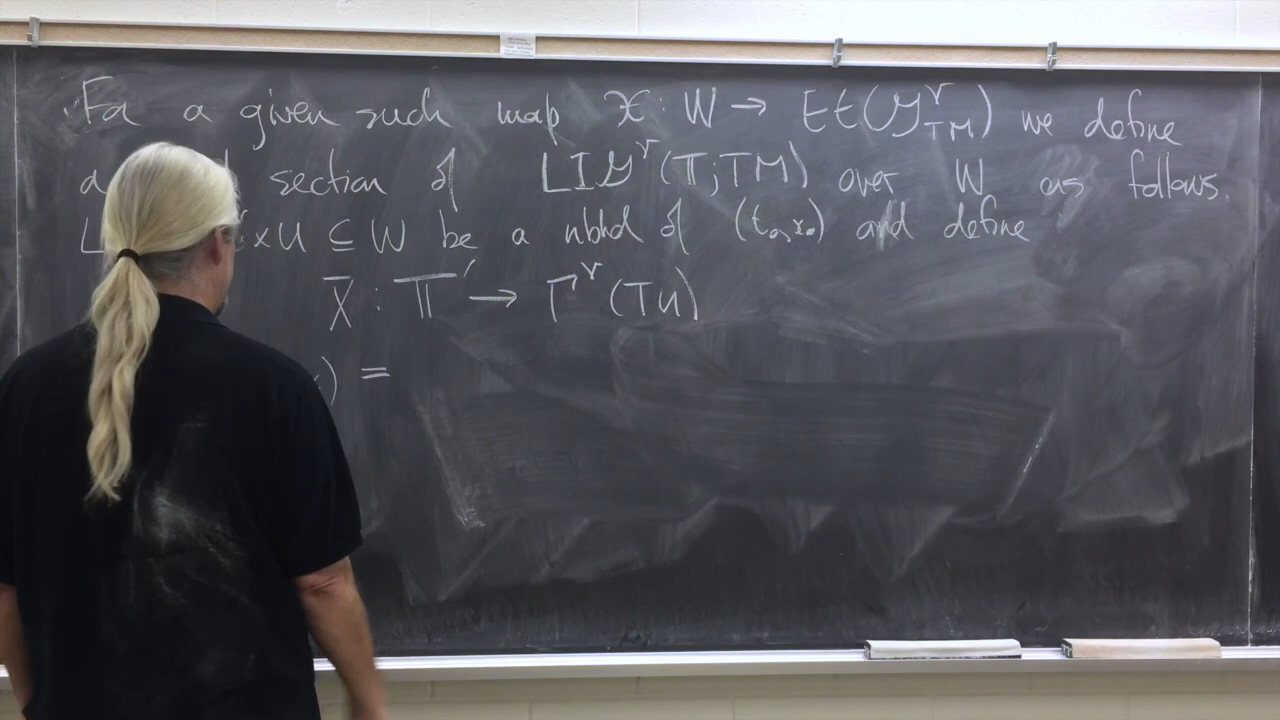 For a given such map 𝒳 : W → Et(𝒢^r_TM) we define
a section of LI𝒢^r(𝕋;TM) over W as follows.
×U ⊆ W be a nbhd of (t₀,x₀) and define
X̄ : 𝕋′ → Γ^r(TU)
) =